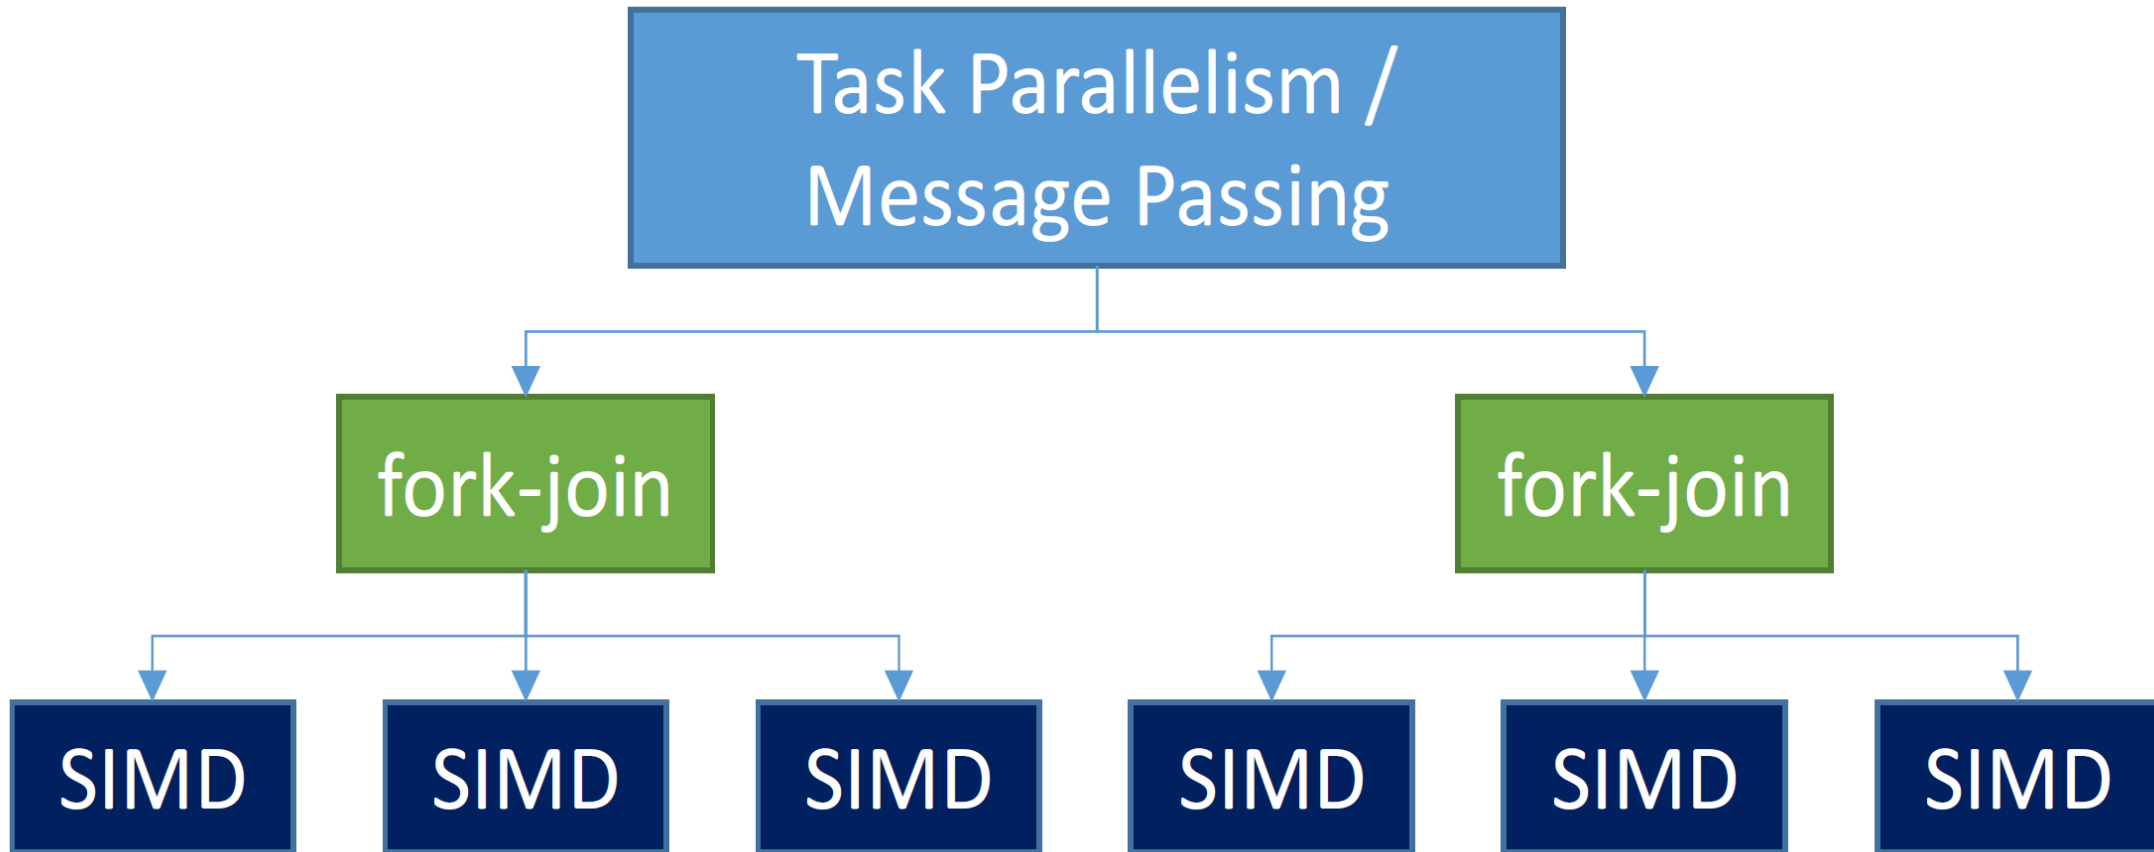 Task Parallelism /
Message Passing
fork-join
fork-join
SIMD
SIMD
SIMD
SIMD
SIMD
SIMD